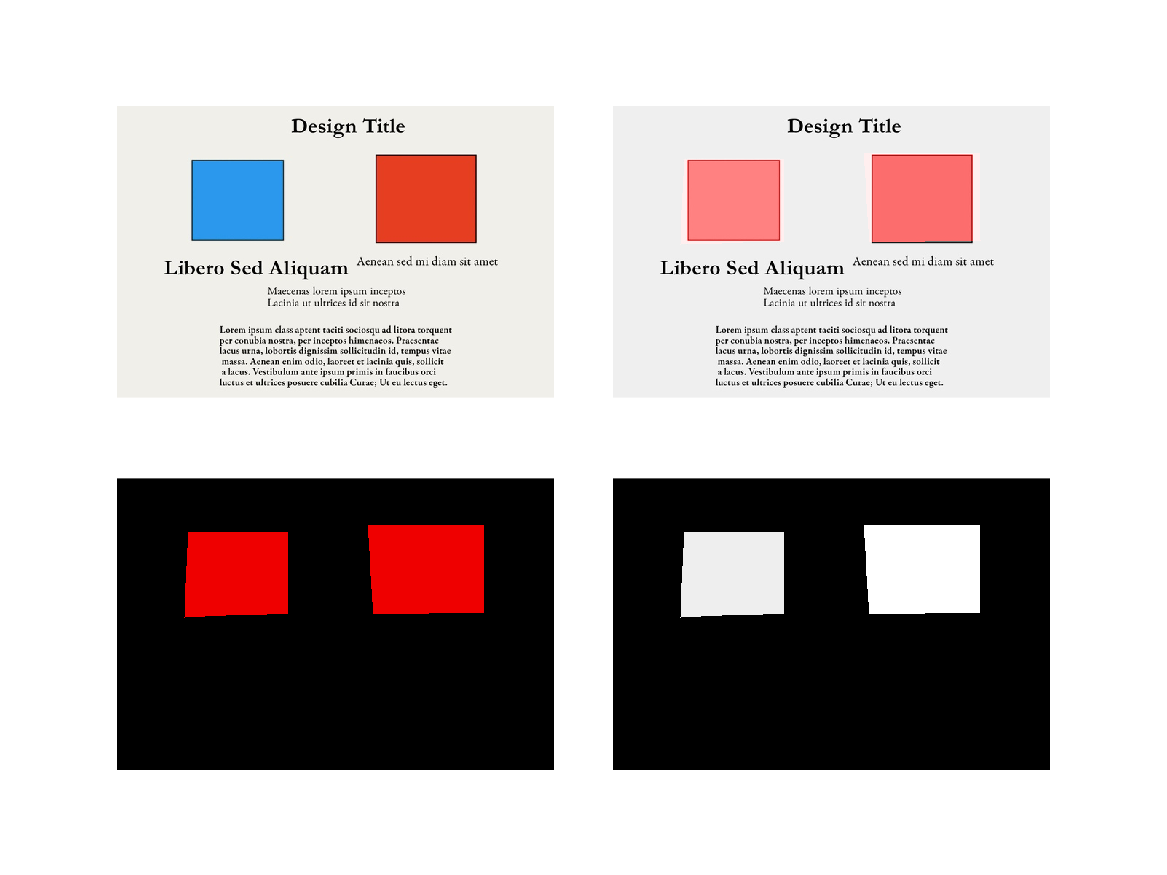 Design Title
Libero Sed Aliquam
Aenean sed mi diam sit amet
Maecenas lorem ipsum inceptos
Lacinia ut ultrices id sit nostra
Lorem ipsum class aptent taciti sociosqu ad litora torquent
per conubia nostra, per inceptos himenaeos. Praesentae
lacus urna, lobortis dignissim sollicitudin id, tempus vitae
massa. Aenean enim odio, laoreet et lacinia quis, sollicit
a lacus. Vestibulum ante ipsum primis in faucibus orci
luctus et ultrices posuere cubilia Curae; Ut eu lectus eget.
Design Title
Libero Sed Aliquam
Aenean sed mi diam sit amet
Maecenas lorem ipsum inceptos
Lacinia ut ultrices id sit nostra
Lorem ipsum class aptent taciti sociosqu ad litora torquent
per conubia nostra, per inceptos himenaeos. Praesentae
lacus urna, lobortis dignissim sollicitudin id, tempus vitae
massa. Aenean enim odio, laoreet et lacinia quis, sollicit
a lacus. Vestibulum ante ipsum primis in faucibus orci
luctus et ultrices posuere cubilia Curae; Ut eu lectus eget.